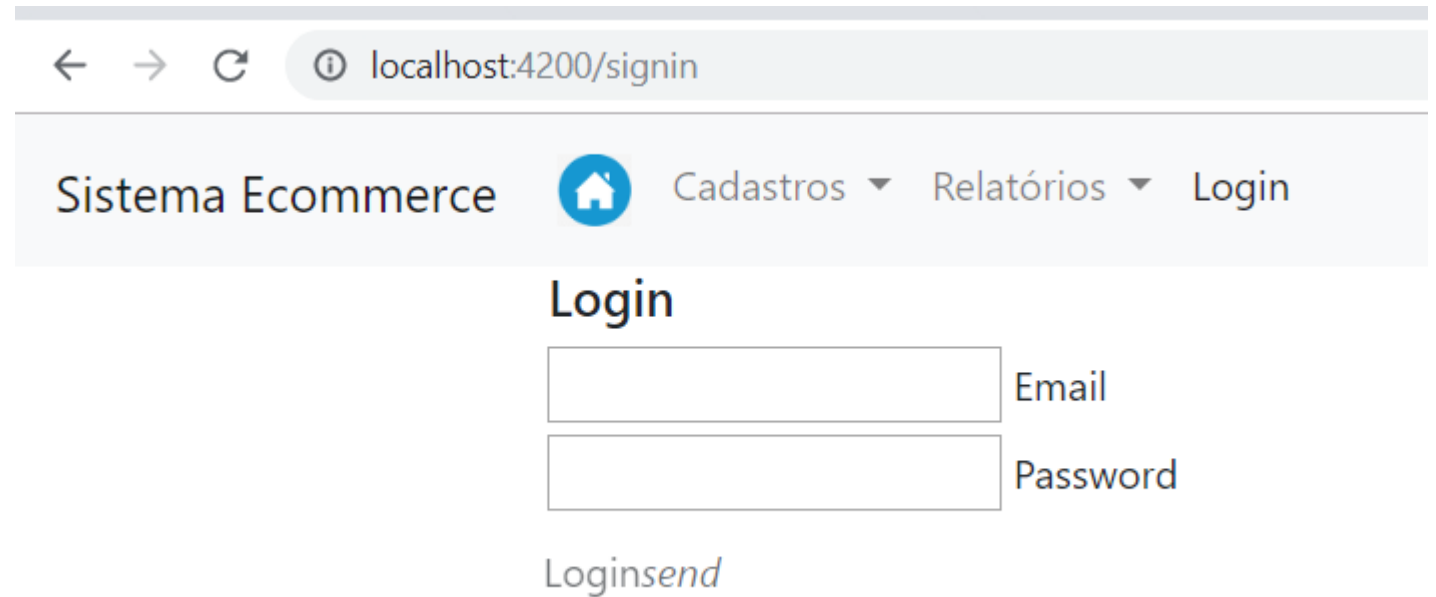 localhost:4200/signin
Sistema Ecommerce Cadastros Relatórios Login
Login
Email
Password
Loginsend